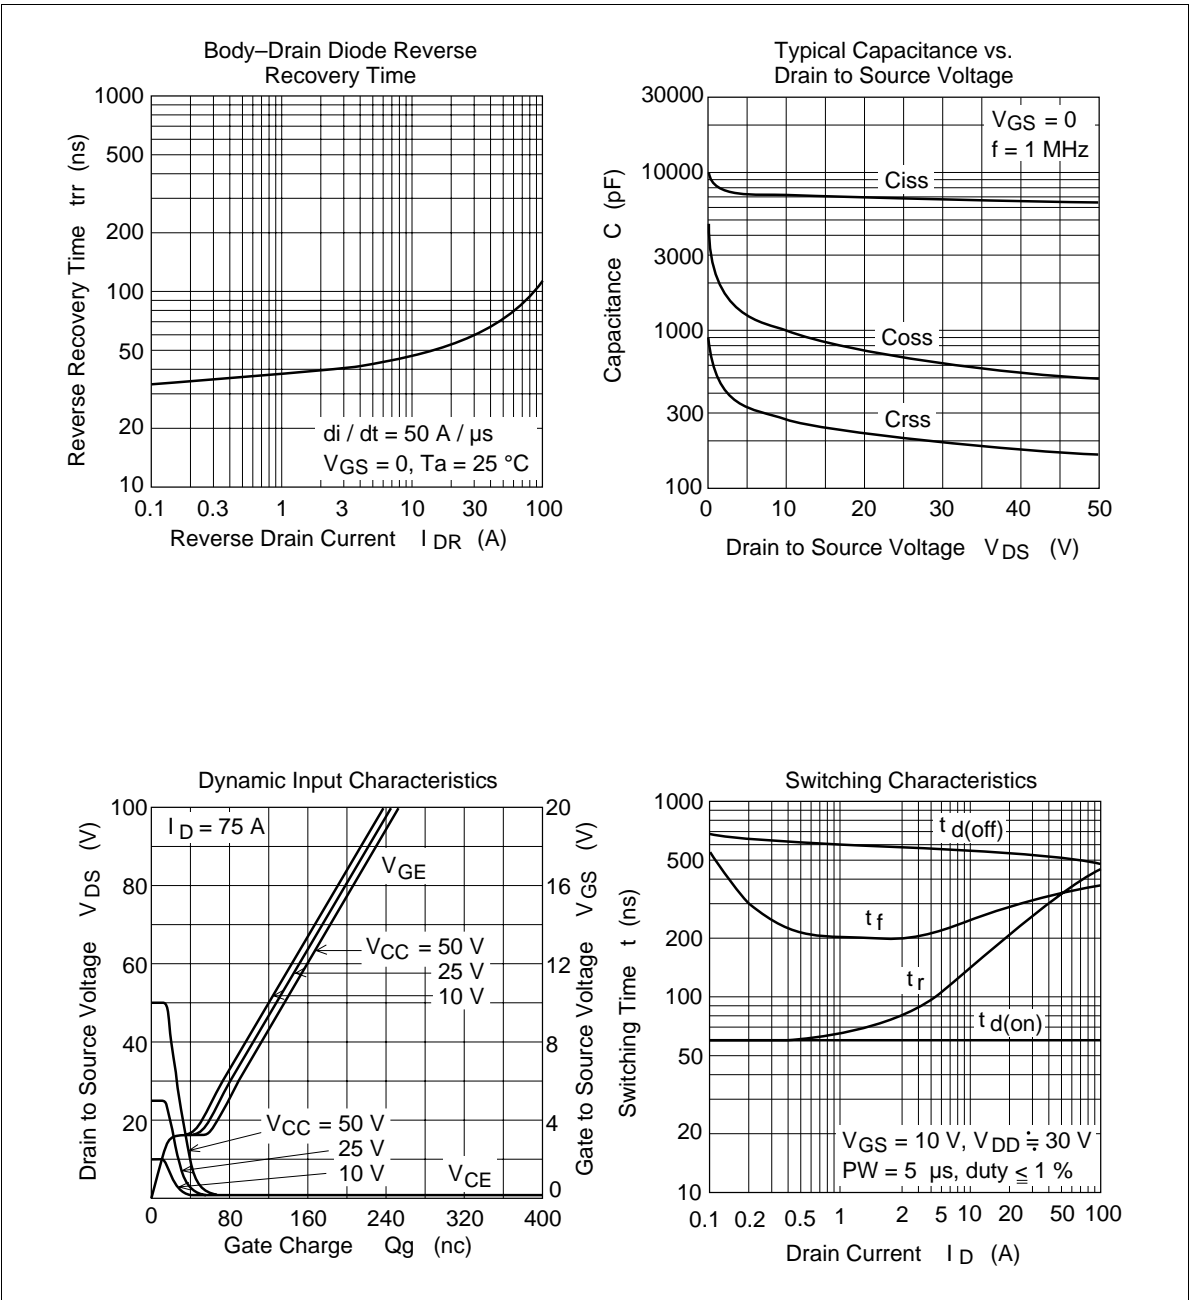 Body–Drain Diode Reverse
Recovery Time
1000
500
200
100
50
20
10
Reverse Recovery Time trr (ns)
di / dt = 50 A / µs
VGS = 0, Ta = 25 °C
0.1 0.3 1 3 10 30 100
Reverse Drain Current I DR (A)
Typical Capacitance vs.
Drain to Source Voltage
30000
10000
3000
1000
300
100
Capacitance C (pF)
VGS = 0
f = 1 MHz
Ciss
Coss
Crss
0 10 20 30 40 50
Drain to Source Voltage VDS (V)
Dynamic Input Characteristics
100
80
60
40
20
Drain to Source Voltage VDS (V)
I D = 75 A
VGE
VCC = 50 V
25 V
10 V
VCC = 50 V
25 V
10 V
VCE
20
16
12
8
4
0
Gate to Source Voltage VGS (V)
0 80 160 240 320 400
Gate Charge Qg (nc)
Switching Characteristics
1000
500
200
100
50
20
10
Switching Time t (ns)
t d(off)
t f
t r
t d(on)
VGS = 10 V, VDD ≒ 30 V
PW = 5 µs, duty ≦ 1 %
0.1 0.2 0.5 1 2 5 10 20 50 100
Drain Current I D (A)